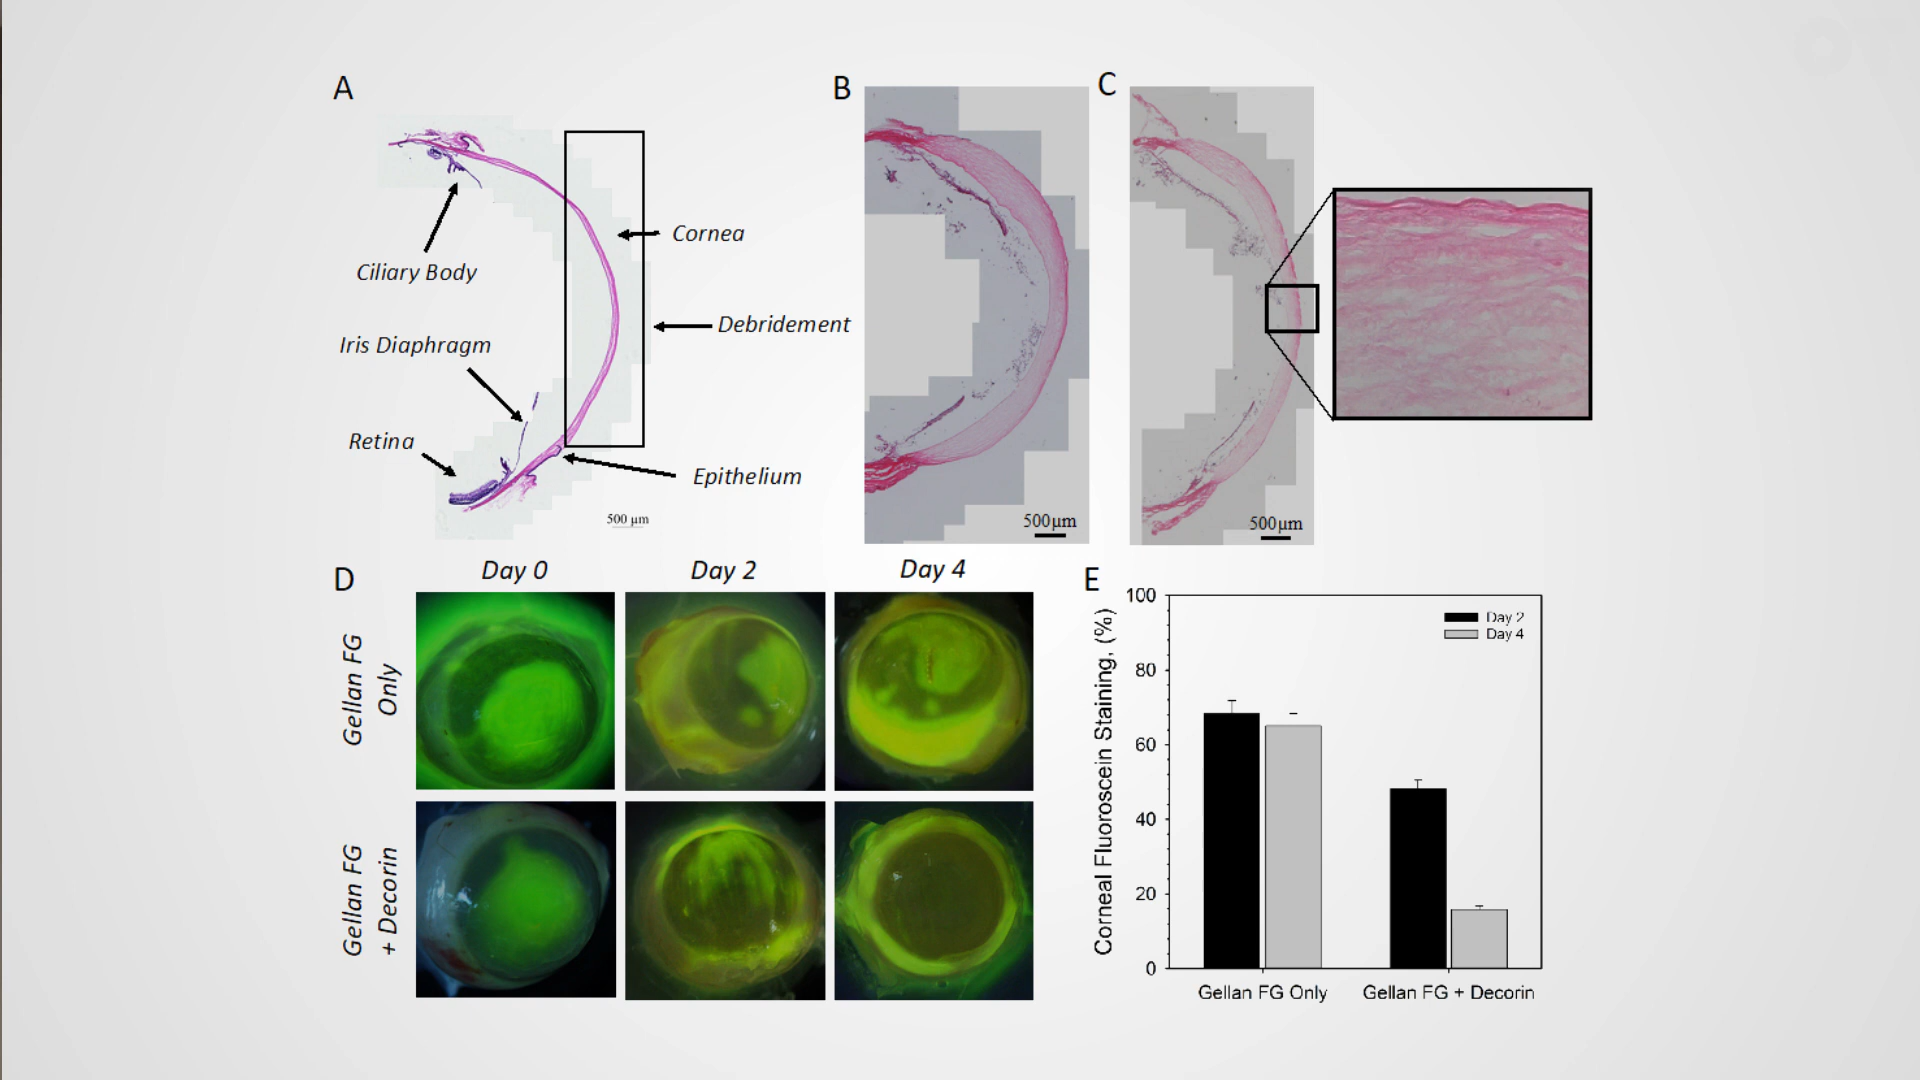 A
B
C
Cornea
Ciliary Body
Debridement
Iris Diaphragm
Retina
Epithelium
500 µm
500µm
500µm
D
Day 0
Day 2
Day 4
Gellan FG
Only
Gellan FG
+ Decorin
E
Corneal Fluoroscein Staining, (%)
100
80
60
40
20
0
Day 2
Day 4
Gellan FG Only
Gellan FG + Decorin